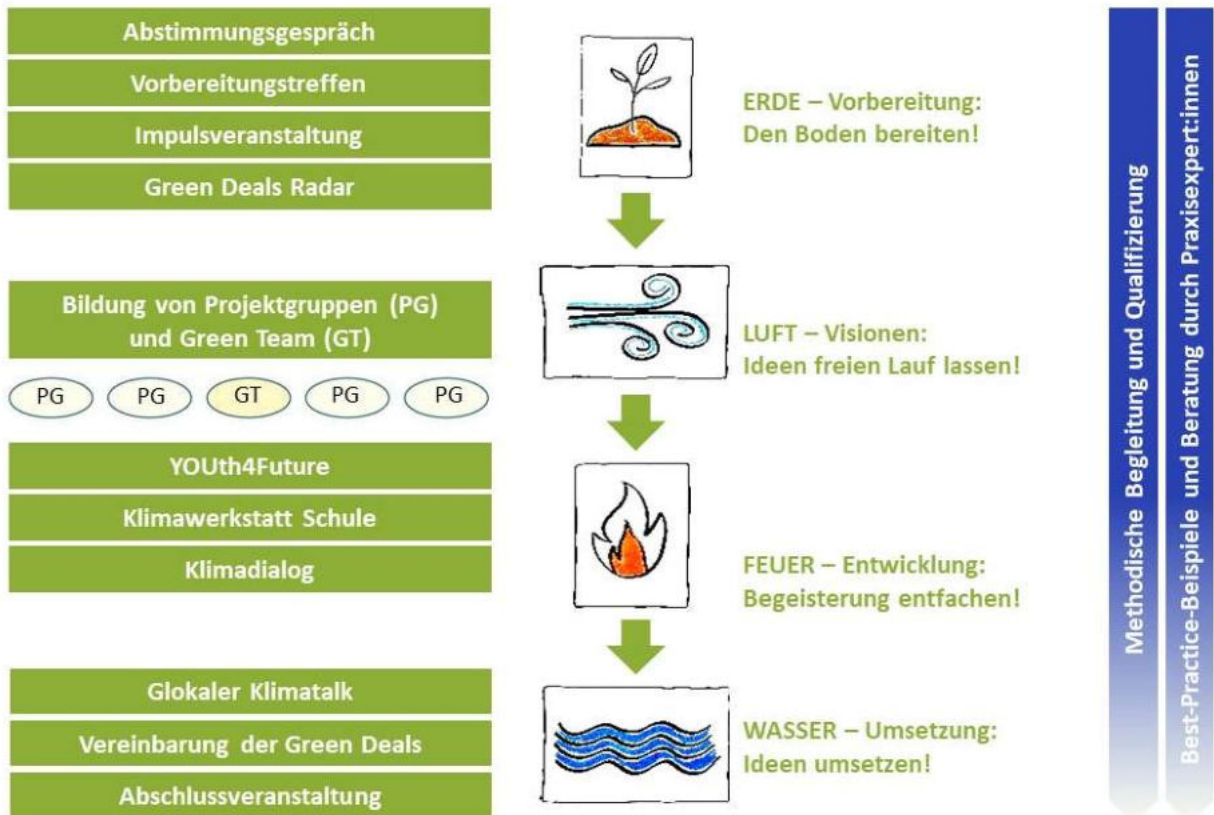 Abstimmungsgespräch
Vorbereitungstreffen
Impulsveranstaltung
Green Deals Radar
ERDE – Vorbereitung:
Den Boden bereiten!
Bildung von Projektgruppen (PG)
und Green Team (GT)
PG PG GT PG PG
LUFT – Visionen:
Ideen freien Lauf lassen!
YOUth4Future
Klimawerkstatt Schule
Klimadialog
FEUER – Entwicklung:
Begeisterung entfachen!
Glokaler Klimatalk
Vereinbarung der Green Deals
Abschlussveranstaltung
WASSER – Umsetzung:
Ideen umsetzen!
Methodische Begleitung und Qualifizierung
Best-Practice-Beispiele und Beratung durch Praxisexpert:innen